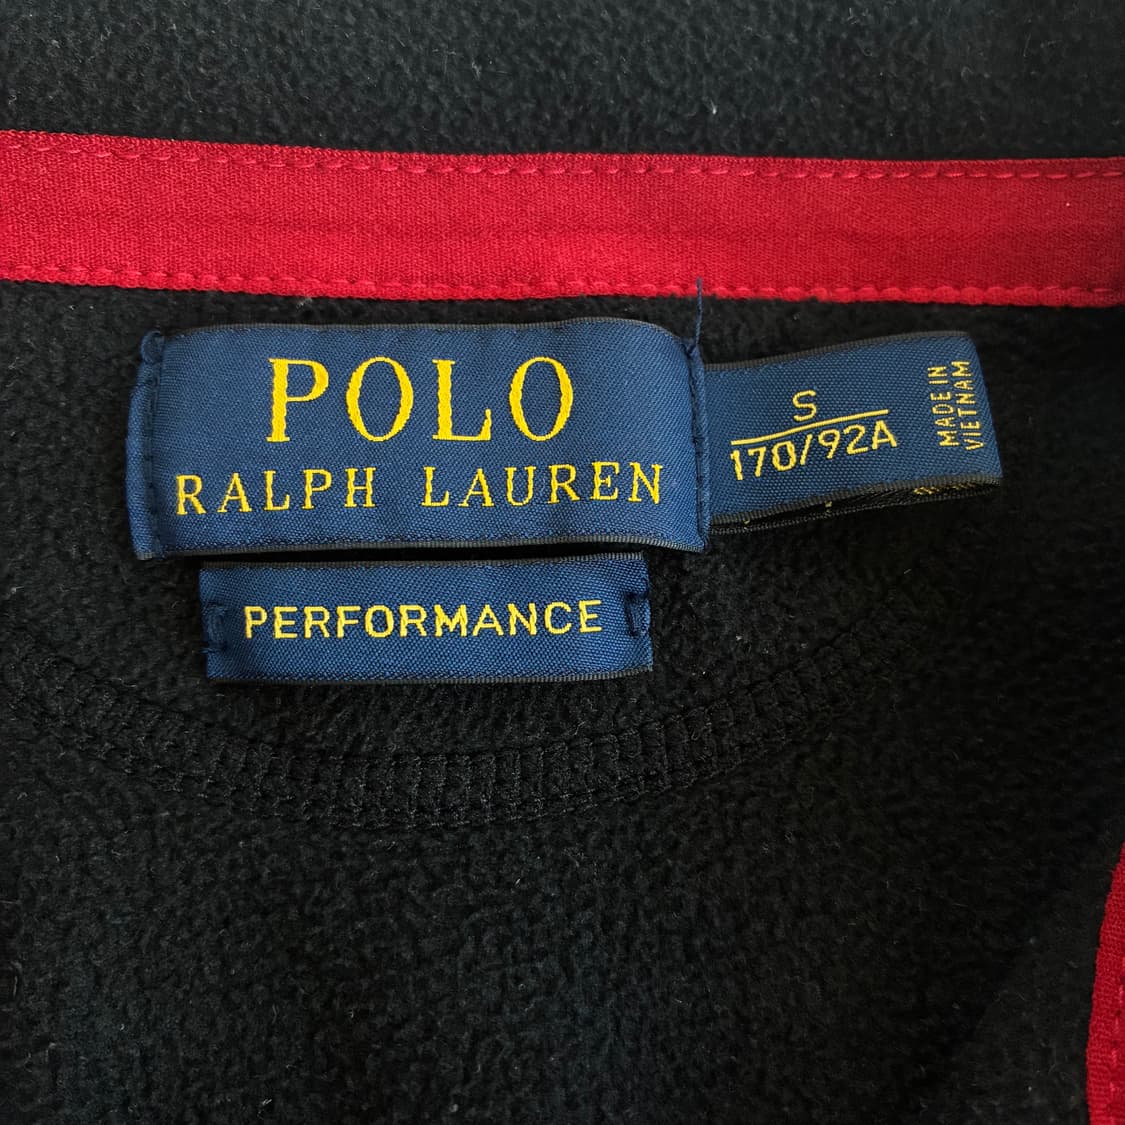 POLO
RALPH LAUREN
PERFORMANCE
S
170/92A
MADE IN
VIETNAM